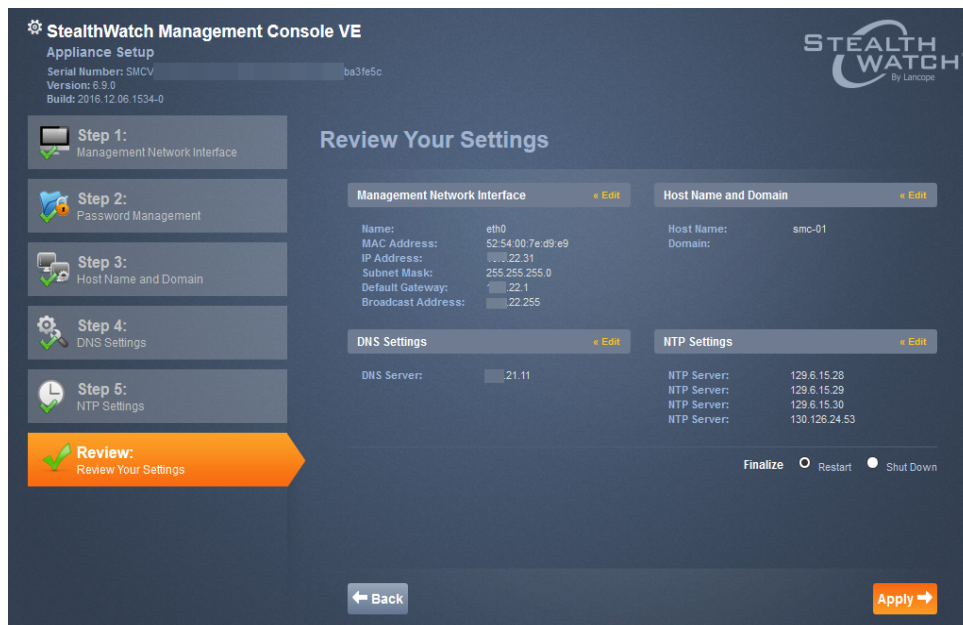 StealthWatch Management Console VE
Appliance Setup
Serial Number: SMCV ba3fe5c
Version: 6.9.0
Build: 2016.12.06.1534-0
STEALTH
WATCH
By Lancope
Step 1:
Management Network Interface
Step 2:
Password Management
Step 3:
Host Name and Domain
Step 4:
DNS Settings
Step 5:
NTP Settings
Review:
Review Your Settings
Review Your Settings
Management Network Interface « Edit
Name: eth0
MAC Address: 52:54:00:7e:d9:e9
IP Address: .22.31
Subnet Mask: 255.255.255.0
Default Gateway: .22.1
Broadcast Address: .22.255
Host Name and Domain « Edit
Host Name: smc-01
Domain:
DNS Settings « Edit
DNS Server: .21.11
NTP Settings « Edit
NTP Server: 129.6.15.28
NTP Server: 129.6.15.29
NTP Server: 129.6.15.30
NTP Server: 130.126.24.53
Finalize Restart Shut Down
Back
Apply